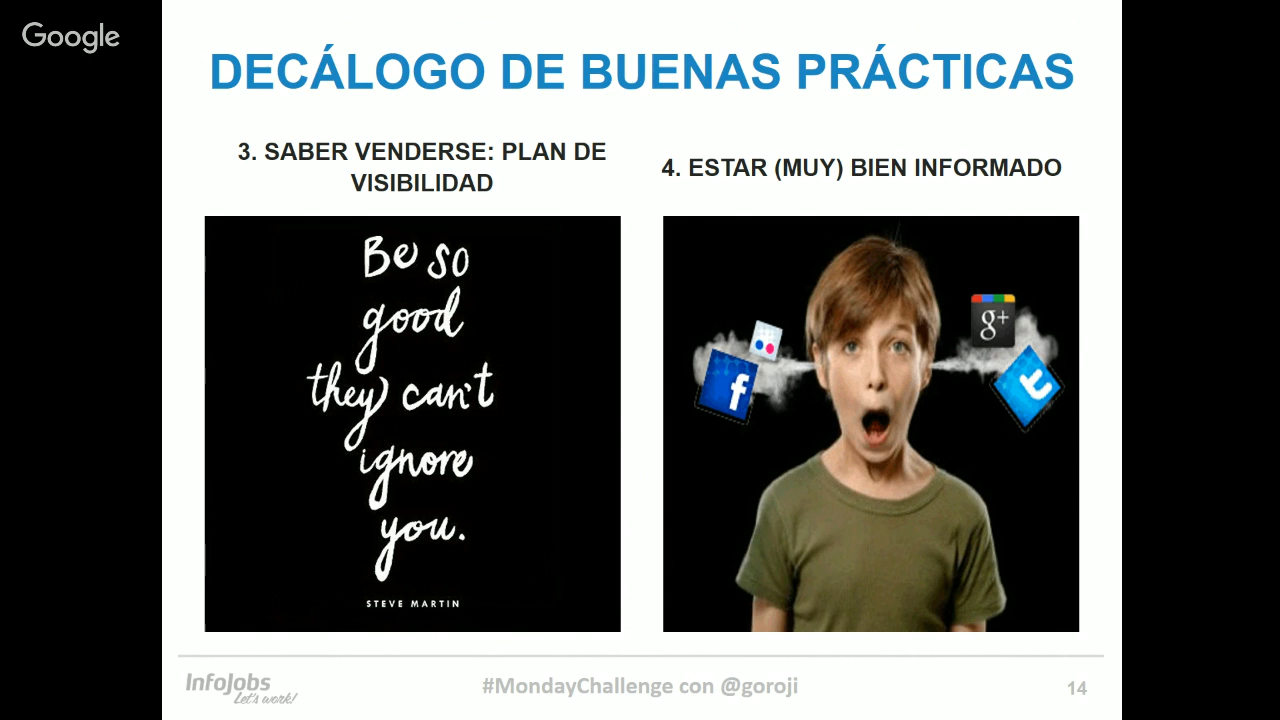 Google
DECÁLOGO DE BUENAS PRÁCTICAS
3. SABER VENDERSE: PLAN DE
VISIBILIDAD
4. ESTAR (MUY) BIEN INFORMADO
Be so
good
they can't
ignore
you.
STEVE MARTIN
f
g+
t
InfoJobs
Let's work!
#MondayChallenge con @goroji
14